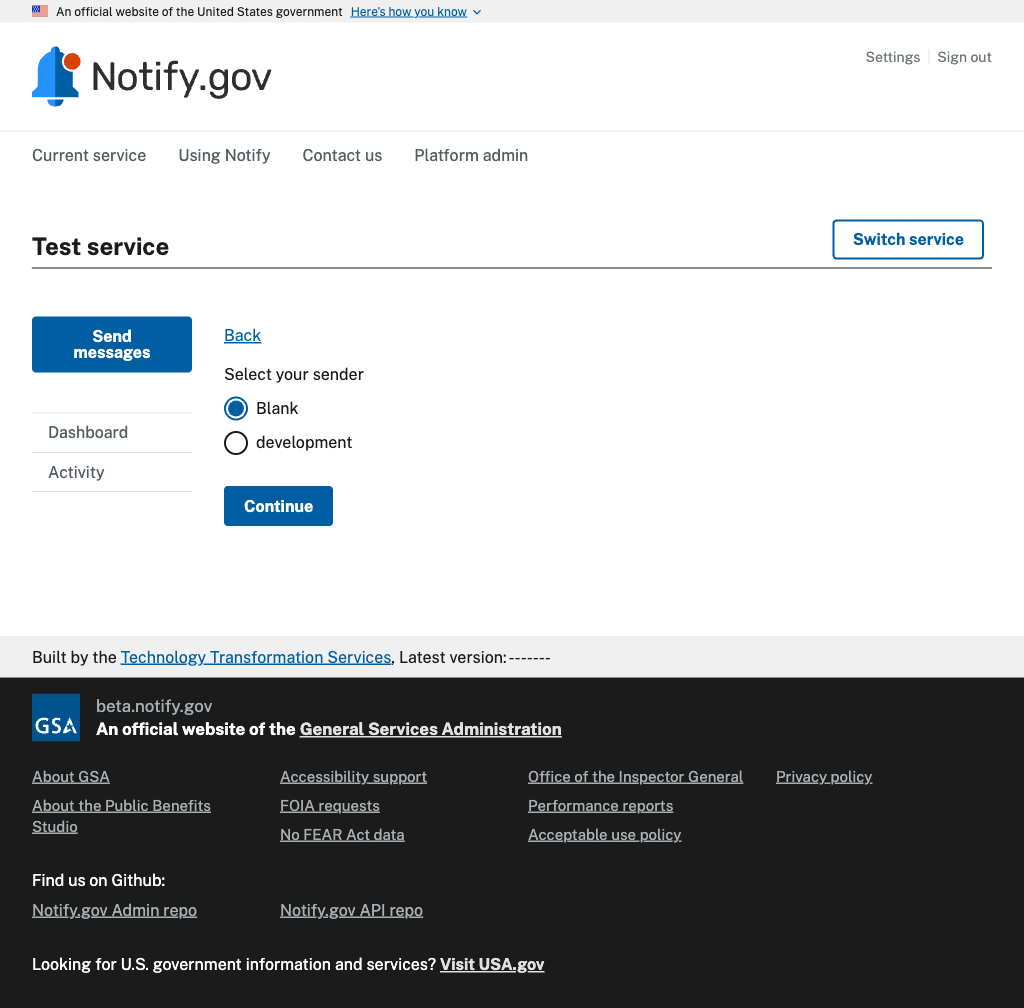 An official website of the United States government Here's how you know
Notify.gov
Settings Sign out
Current service Using Notify Contact us Platform admin
Test service
Switch service
Send
messages
Dashboard
Activity
Back
Select your sender
Blank
development
Continue
Built by the Technology Transformation Services, Latest version:-------
GSA
beta.notify.gov
An official website of the General Services Administration
About GSA Accessibility support Office of the Inspector General Privacy policy
About the Public Benefits
Studio
FOIA requests Performance reports
No FEAR Act data Acceptable use policy
Find us on Github:
Notify.gov Admin repo Notify.gov API repo
Looking for U.S. government information and services? Visit USA.gov